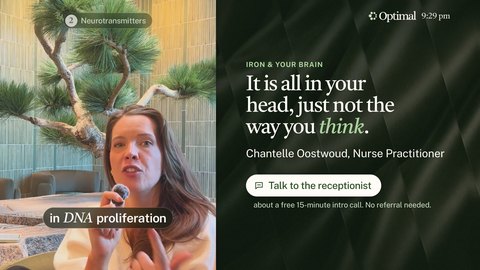 2 Neurotransmitters
in DNA proliferation
Optimal 9:29 pm
IRON & YOUR BRAIN
It is all in your
head, just not the
way you think.
Chantelle Oostwoud, Nurse Practitioner
Talk to the receptionist
about a free 15-minute intro call. No referral needed.